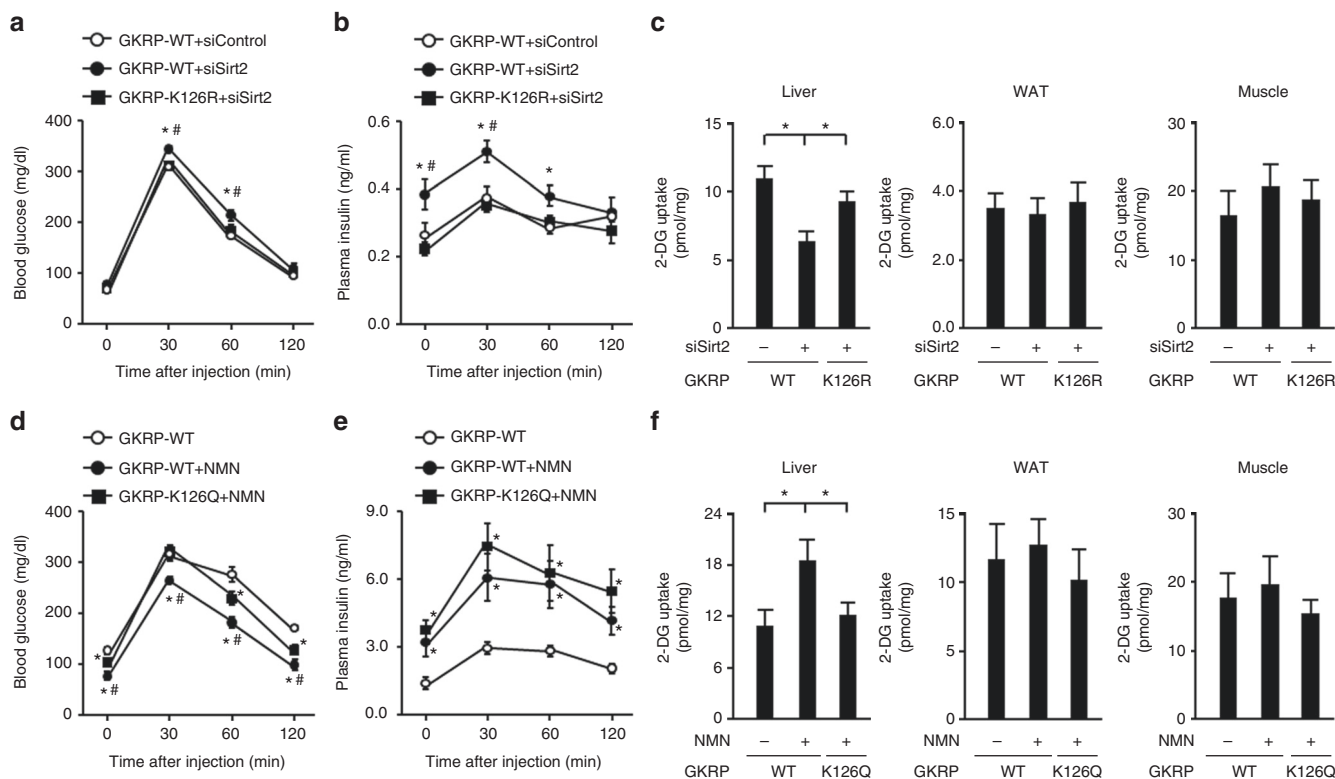 a
GKRP-WT+siControl
GKRP-WT+siSirt2
GKRP-K126R+siSirt2
Blood glucose (mg/dl)
400
300
200
100
0
* #
* #
0 30 60 120
Time after injection (min)
b
GKRP-WT+siControl
GKRP-WT+siSirt2
GKRP-K126R+siSirt2
Plasma insulin (ng/ml)
0.6
0.4
0.2
0.0
* #
* #
*
0 30 60 120
Time after injection (min)
c
Liver
2-DG uptake
(pmol/mg)
15
10
5
0
* *
siSirt2 – + +
GKRP WT K126R
WAT
2-DG uptake
(pmol/mg)
6.0
4.0
2.0
0.0
siSirt2 – + +
GKRP WT K126R
Muscle
2-DG uptake
(pmol/mg)
30
20
10
0
siSirt2 – + +
GKRP WT K126R
d
GKRP-WT
GKRP-WT+NMN
GKRP-K126Q+NMN
Blood glucose (mg/dl)
400
300
200
100
0
*
* #
* #
*
* #
*
* #
0 30 60 120
Time after injection (min)
e
GKRP-WT
GKRP-WT+NMN
GKRP-K126Q+NMN
Plasma insulin (ng/ml)
9.0
6.0
3.0
0.0
*
*
*
*
*
*
*
*
0 30 60 120
Time after injection (min)
f
Liver
2-DG uptake
(pmol/mg)
24
18
12
6
0
* *
NMN – + +
GKRP WT K126Q
WAT
2-DG uptake
(pmol/mg)
15
10
5
0
NMN – + +
GKRP WT K126Q
Muscle
2-DG uptake
(pmol/mg)
30
20
10
0
NMN – + +
GKRP WT K126Q